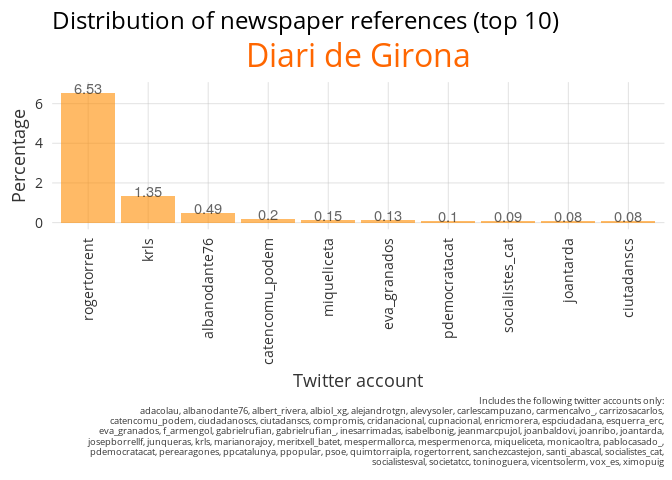 Distribution of newspaper references (top 10)
Diari de Girona
Percentage
6
4
2
0
6.53
1.35
0.49
0.2
0.15
0.13
0.1
0.09
0.08
0.08
rogertorrent
krls
albanodante76
catencomu_podem
miqueliceta
eva_granados
pdemocratacat
socialistes_cat
joantarda
ciutadanscs
Twitter account
Includes the following twitter accounts only:
adacolau, albanodante76, albert_rivera, albiol_xg, alejandrotgn, alevysoler, carlescampuzano, carmencalvo_, carrizosacarlos,
catencomu_podem, ciudadanoscs, ciutadanscs, compromis, cridanacional, cupnacional, enricmorera, espciudadana, esquerra_erc,
eva_granados, f_armengol, gabrielrufian, gabrielrufian_, inesarrimadas, isabelbonig, jeanmarcpujol, joanbaldovi, joanribo, joantarda,
josepborrellf, junqueras, krls, marianorajoy, meritxell_batet, mespermallorca, mespermenorca, miqueliceta, monicaoltra, pablocasado_,
pdemocratacat, perearagones, ppcatalunya, ppopular, psoe, quimtorraipla, rogertorrent, sanchezcastejon, santi_abascal, socialistes_cat,
socialistesval, societatcc, toninoguera, vicentsolerm, vox_es, ximopuig